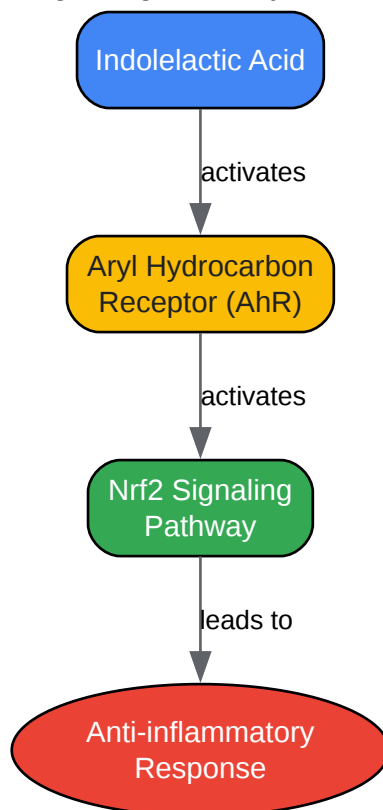 Indolelactic Acid
activates
Aryl Hydrocarbon
Receptor (AhR)
activates
Nrf2 Signaling
Pathway
leads to
Anti-inflammatory
Response